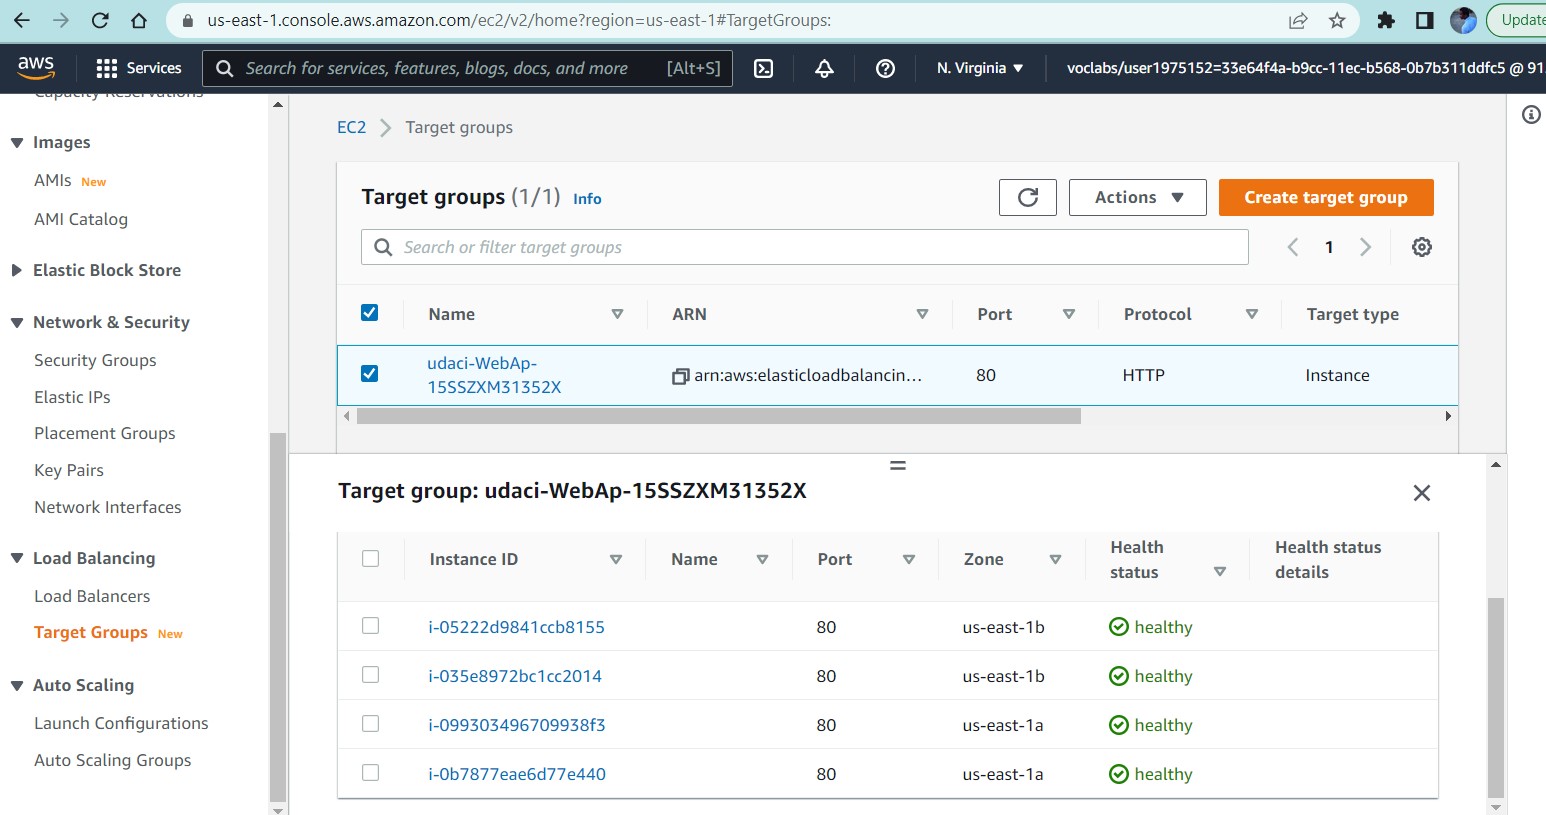 us-east-1.console.aws.amazon.com/ec2/v2/home?region=us-east-1#TargetGroups:
Update
aws
Services
Search for services, features, blogs, docs, and more
[Alt+S]
N. Virginia
voclabs/user1975152=33e64f4a-b9cc-11ec-b568-0b7b311ddfc5 @ 91
Capacity Reservations
Images
AMIs New
AMI Catalog
Elastic Block Store
Network & Security
Security Groups
Elastic IPs
Placement Groups
Key Pairs
Network Interfaces
Load Balancing
Load Balancers
Target Groups New
Auto Scaling
Launch Configurations
Auto Scaling Groups
EC2 > Target groups
Target groups (1/1) Info
Actions
Create target group
Search or filter target groups
1
Name ARN Port Protocol Target type
udaci-WebAp-
15SSZXM31352X
arn:aws:elasticloadbalancin... 80 HTTP Instance
Target group: udaci-WebAp-15SSZXM31352X
Instance ID Name Port Zone Health status Health status details
i-05222d9841ccb8155 80 us-east-1b healthy
i-035e8972bc1cc2014 80 us-east-1b healthy
i-099303496709938f3 80 us-east-1a healthy
i-0b7877eae6d77e440 80 us-east-1a healthy